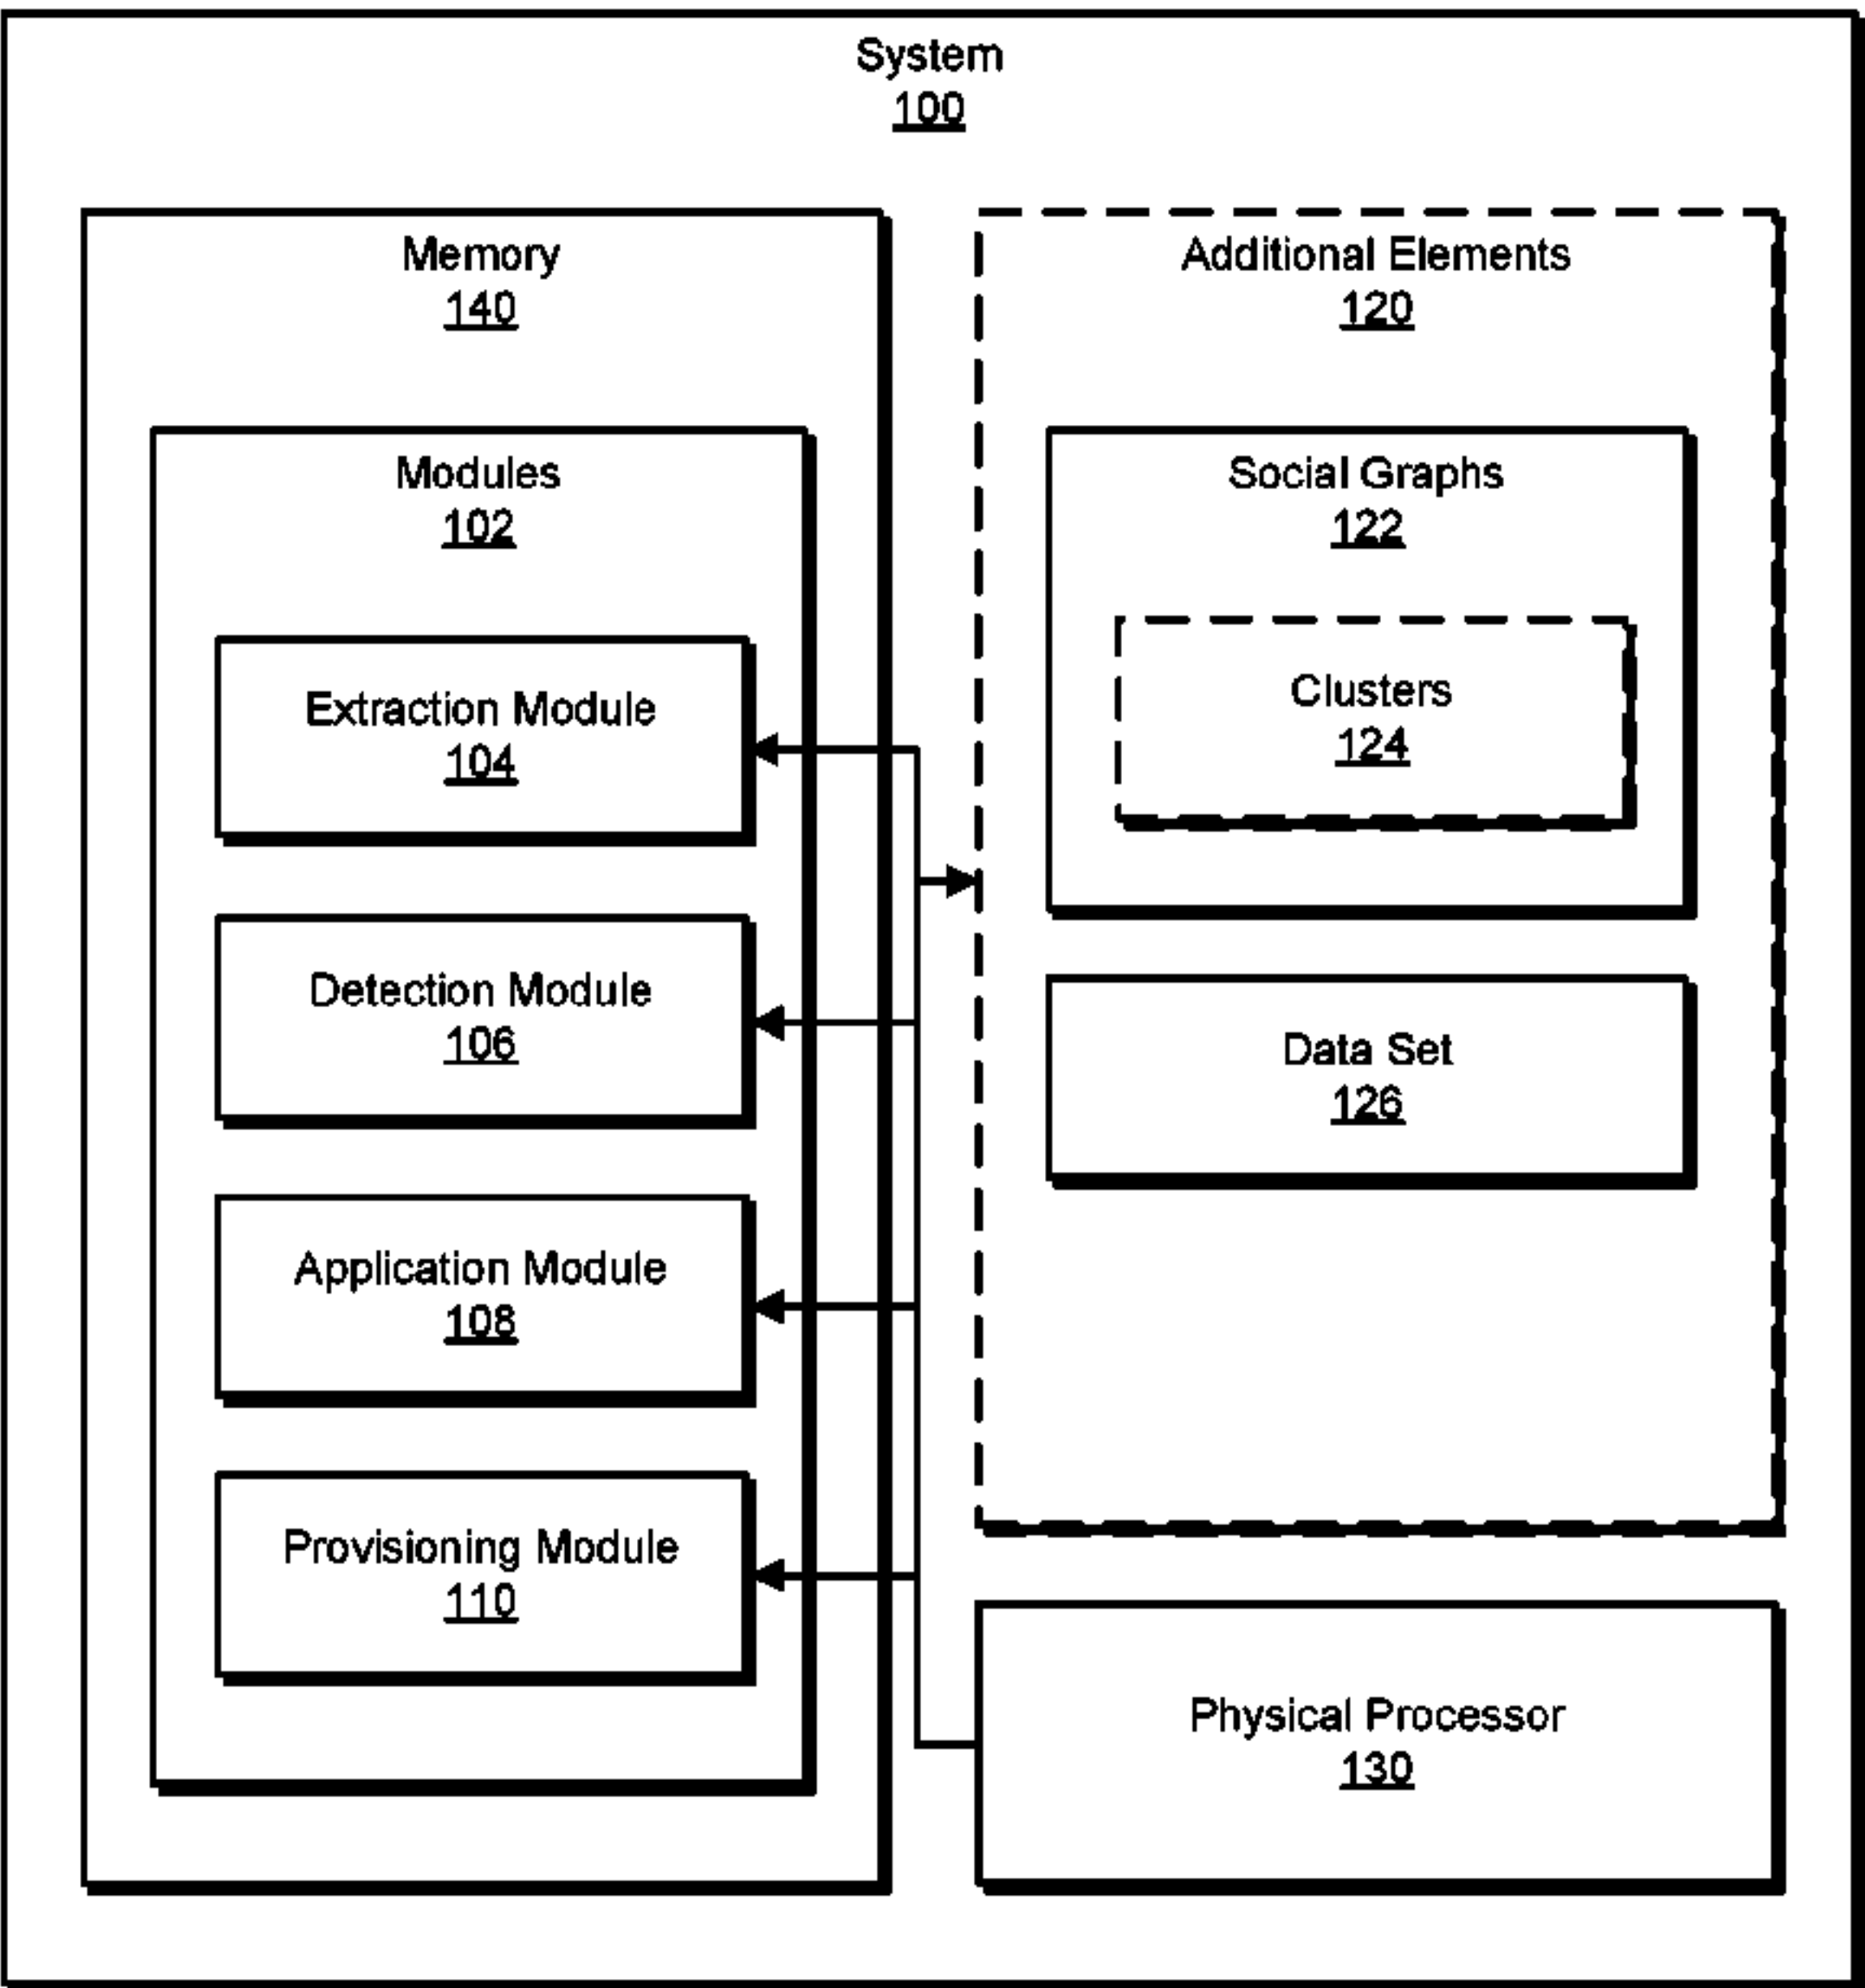 System
100
Memory
140
Modules
102
Extraction Module
104
Detection Module
106
Application Module
108
Provisioning Module
110
Additional Elements
120
Social Graphs
122
Clusters
124
Data Set
126
Physical Processor
130